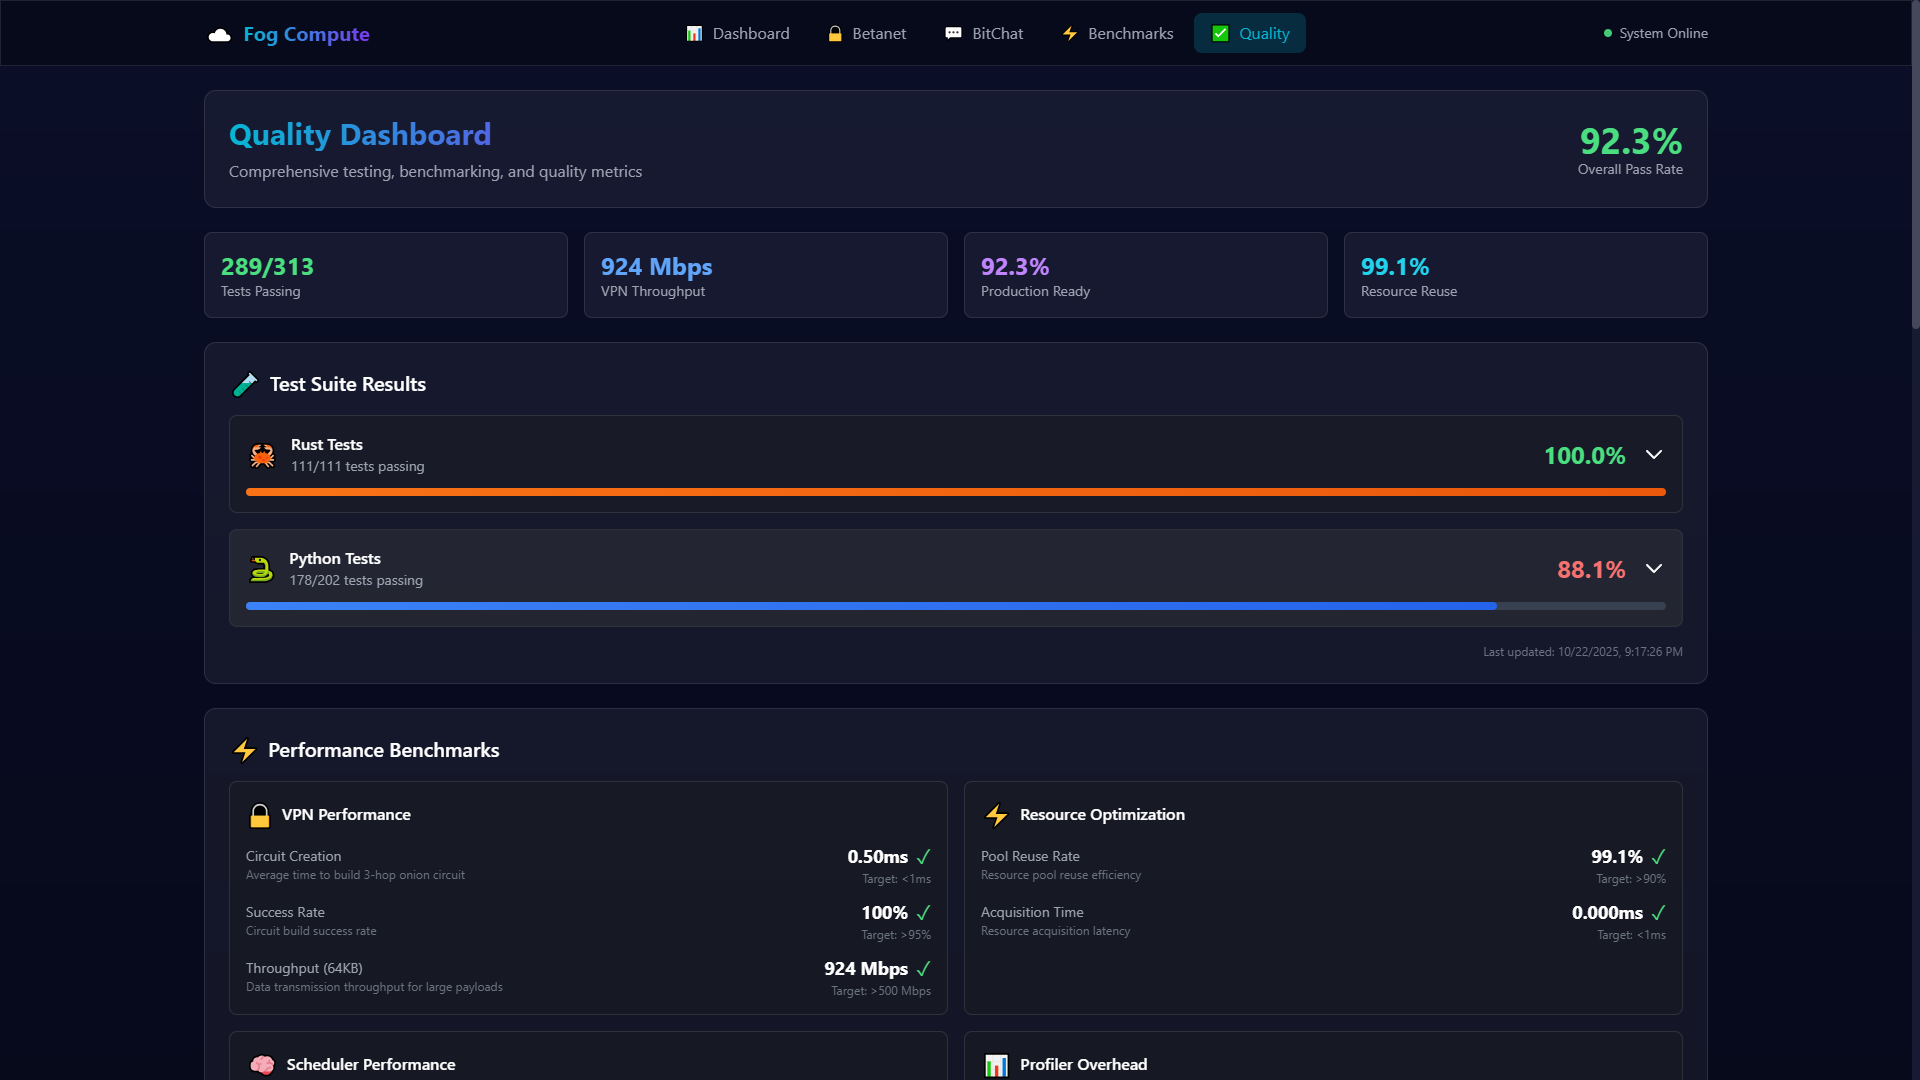 Fog Compute
Dashboard
Betanet
BitChat
Benchmarks
Quality
System Online
Quality Dashboard
Comprehensive testing, benchmarking, and quality metrics
92.3%
Overall Pass Rate
289/313
Tests Passing
924 Mbps
VPN Throughput
92.3%
Production Ready
99.1%
Resource Reuse
Test Suite Results
Rust Tests
111/111 tests passing
100.0%
Python Tests
178/202 tests passing
88.1%
Last updated: 10/22/2025, 9:17:26 PM
Performance Benchmarks
VPN Performance
Circuit Creation
Average time to build 3-hop onion circuit
0.50ms ✓
Target: <1ms
Success Rate
Circuit build success rate
100% ✓
Target: >95%
Throughput (64KB)
Data transmission throughput for large payloads
924 Mbps ✓
Target: >500 Mbps
Resource Optimization
Pool Reuse Rate
Resource pool reuse efficiency
99.1% ✓
Target: >90%
Acquisition Time
Resource acquisition latency
0.000ms ✓
Target: <1ms
Scheduler Performance
Profiler Overhead